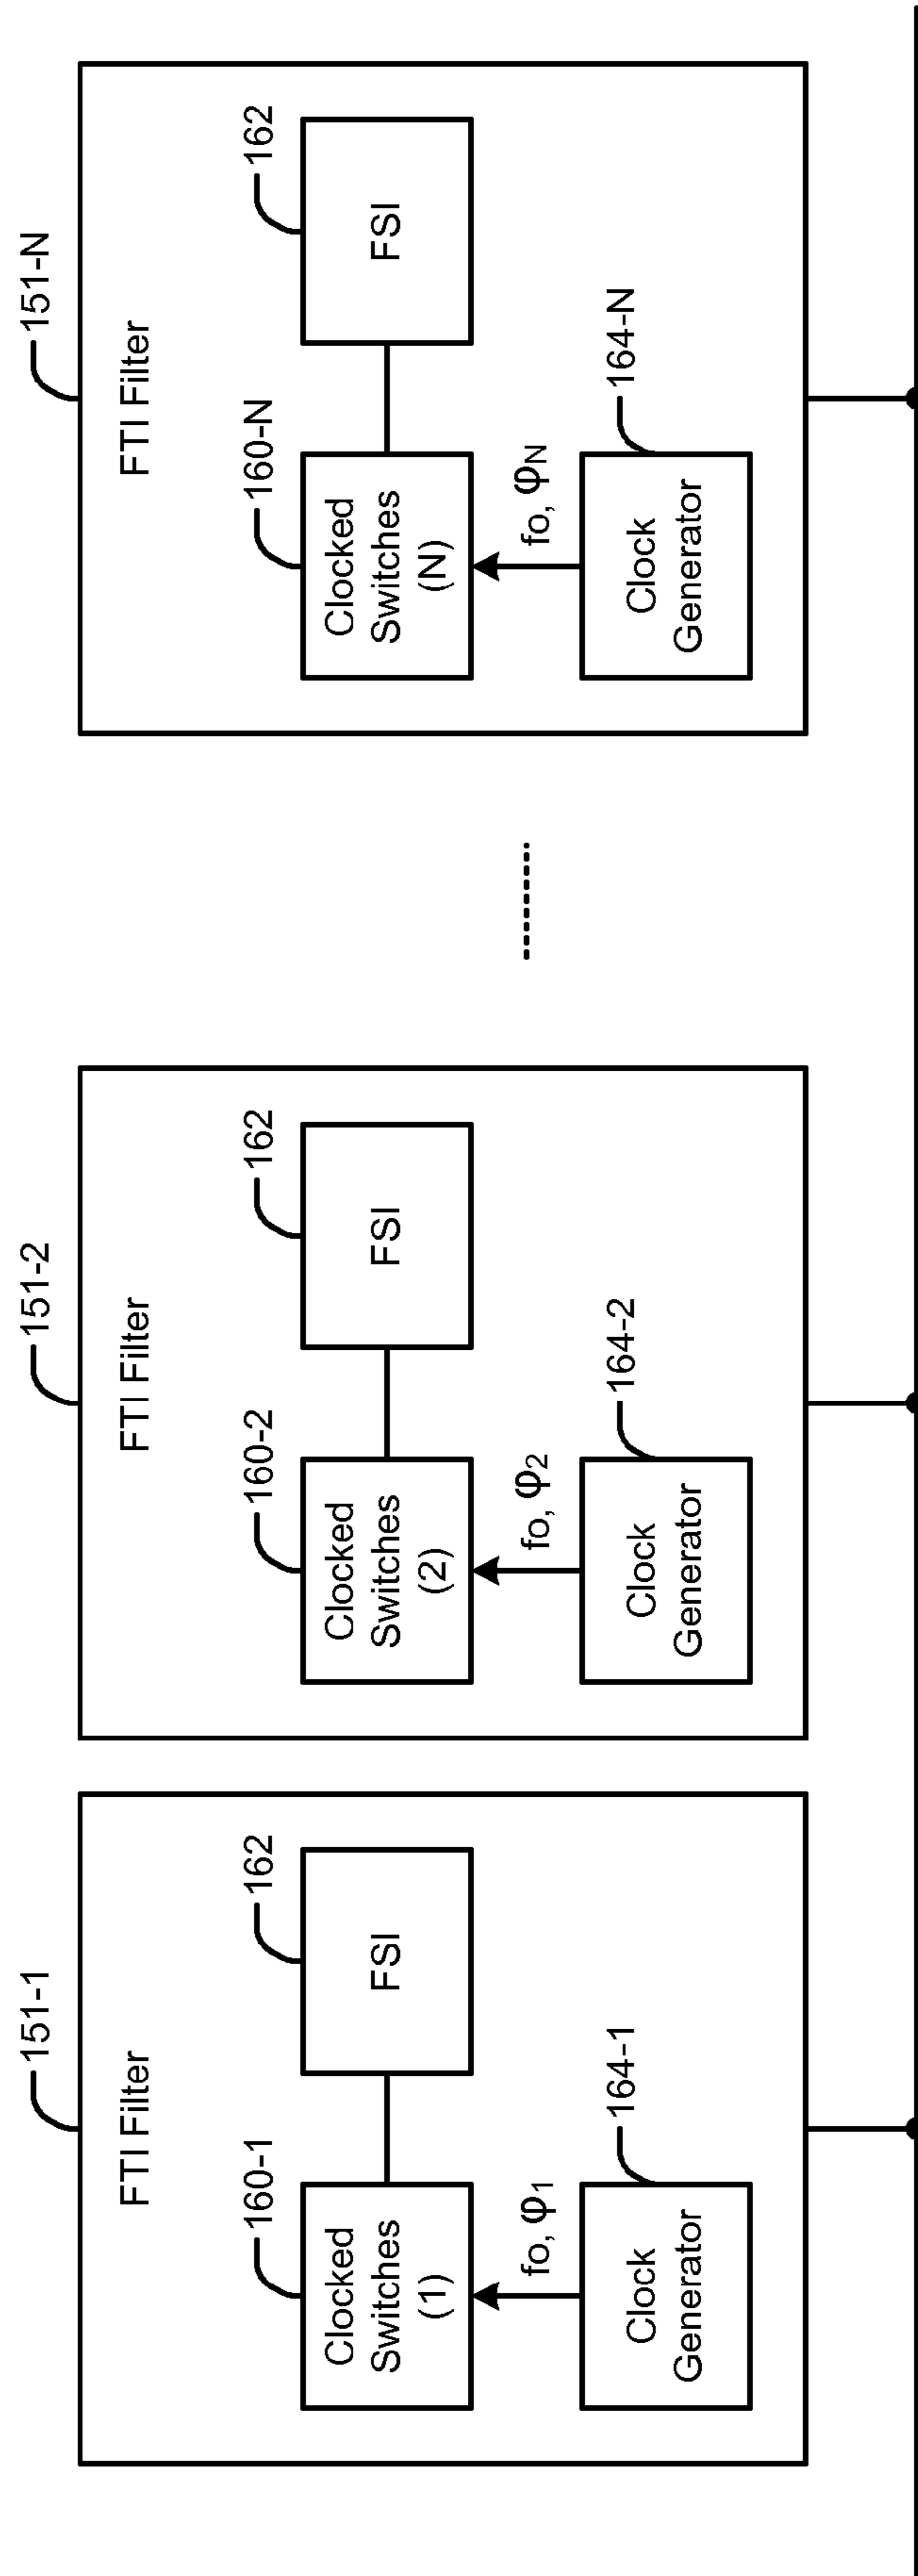 151-1
FTI Filter
160-1
162
Clocked
Switches
(1)
FSI
fo, φ1
164-1
Clock
Generator
151-2
FTI Filter
160-2
162
Clocked
Switches
(2)
FSI
fo, φ2
164-2
Clock
Generator
151-N
FTI Filter
160-N
162
Clocked
Switches
(N)
FSI
fo, φN
164-N
Clock
Generator